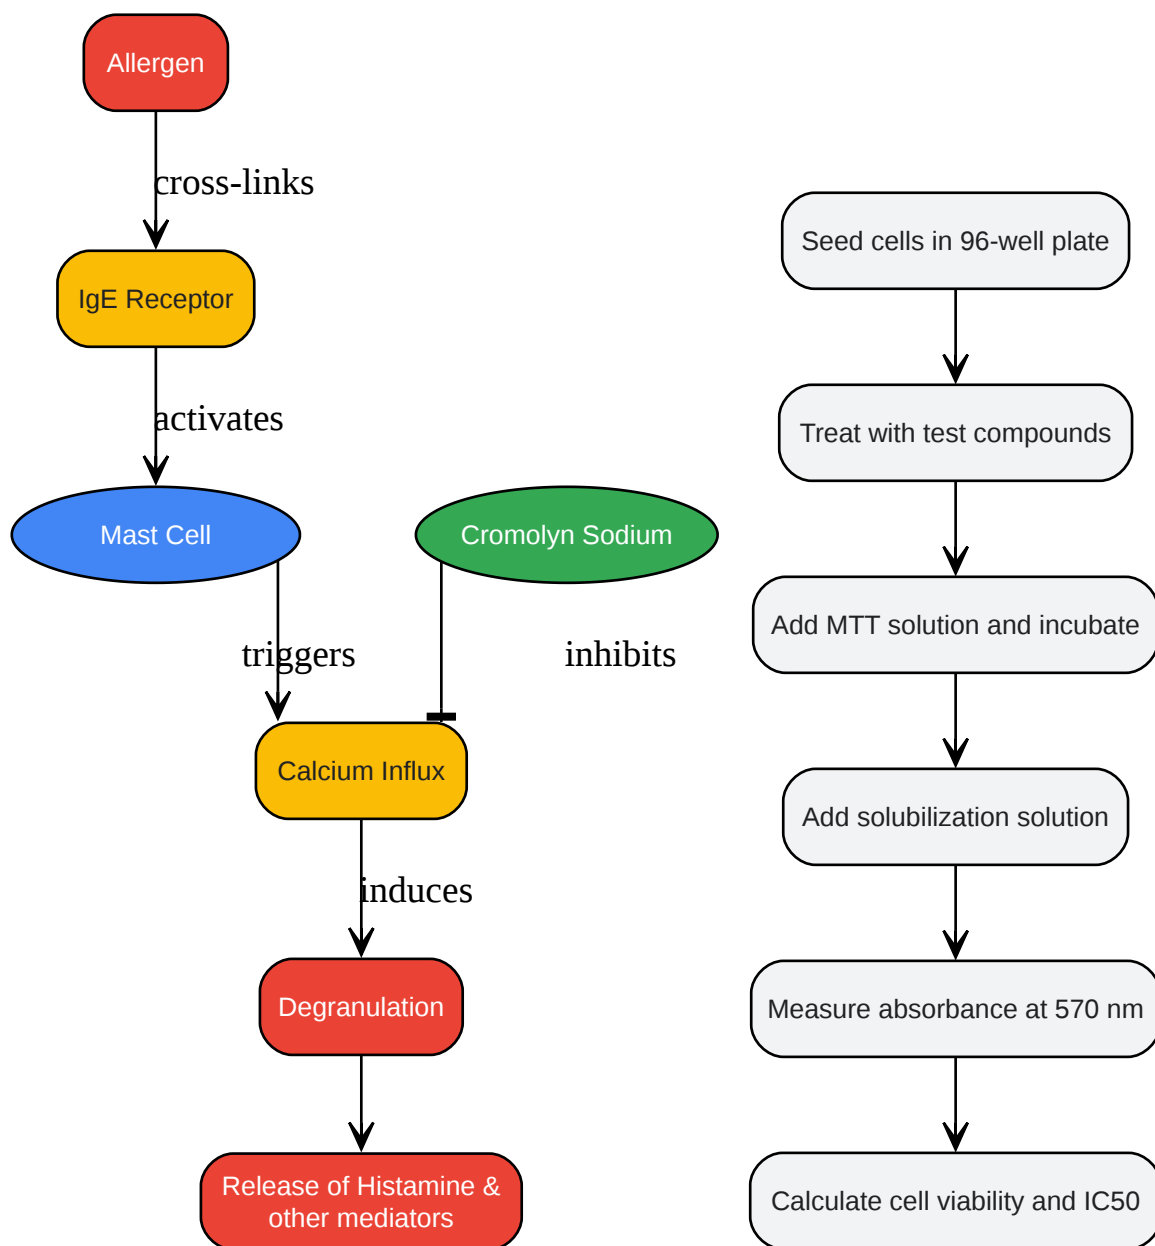 Allergen
cross-links
IgE Receptor
activates
Mast Cell
Cromolyn Sodium
triggers
inhibits
Calcium Influx
induces
Degranulation
Release of Histamine &
other mediators
Seed cells in 96-well plate
Treat with test compounds
Add MTT solution and incubate
Add solubilization solution
Measure absorbance at 570 nm
Calculate cell viability and IC50